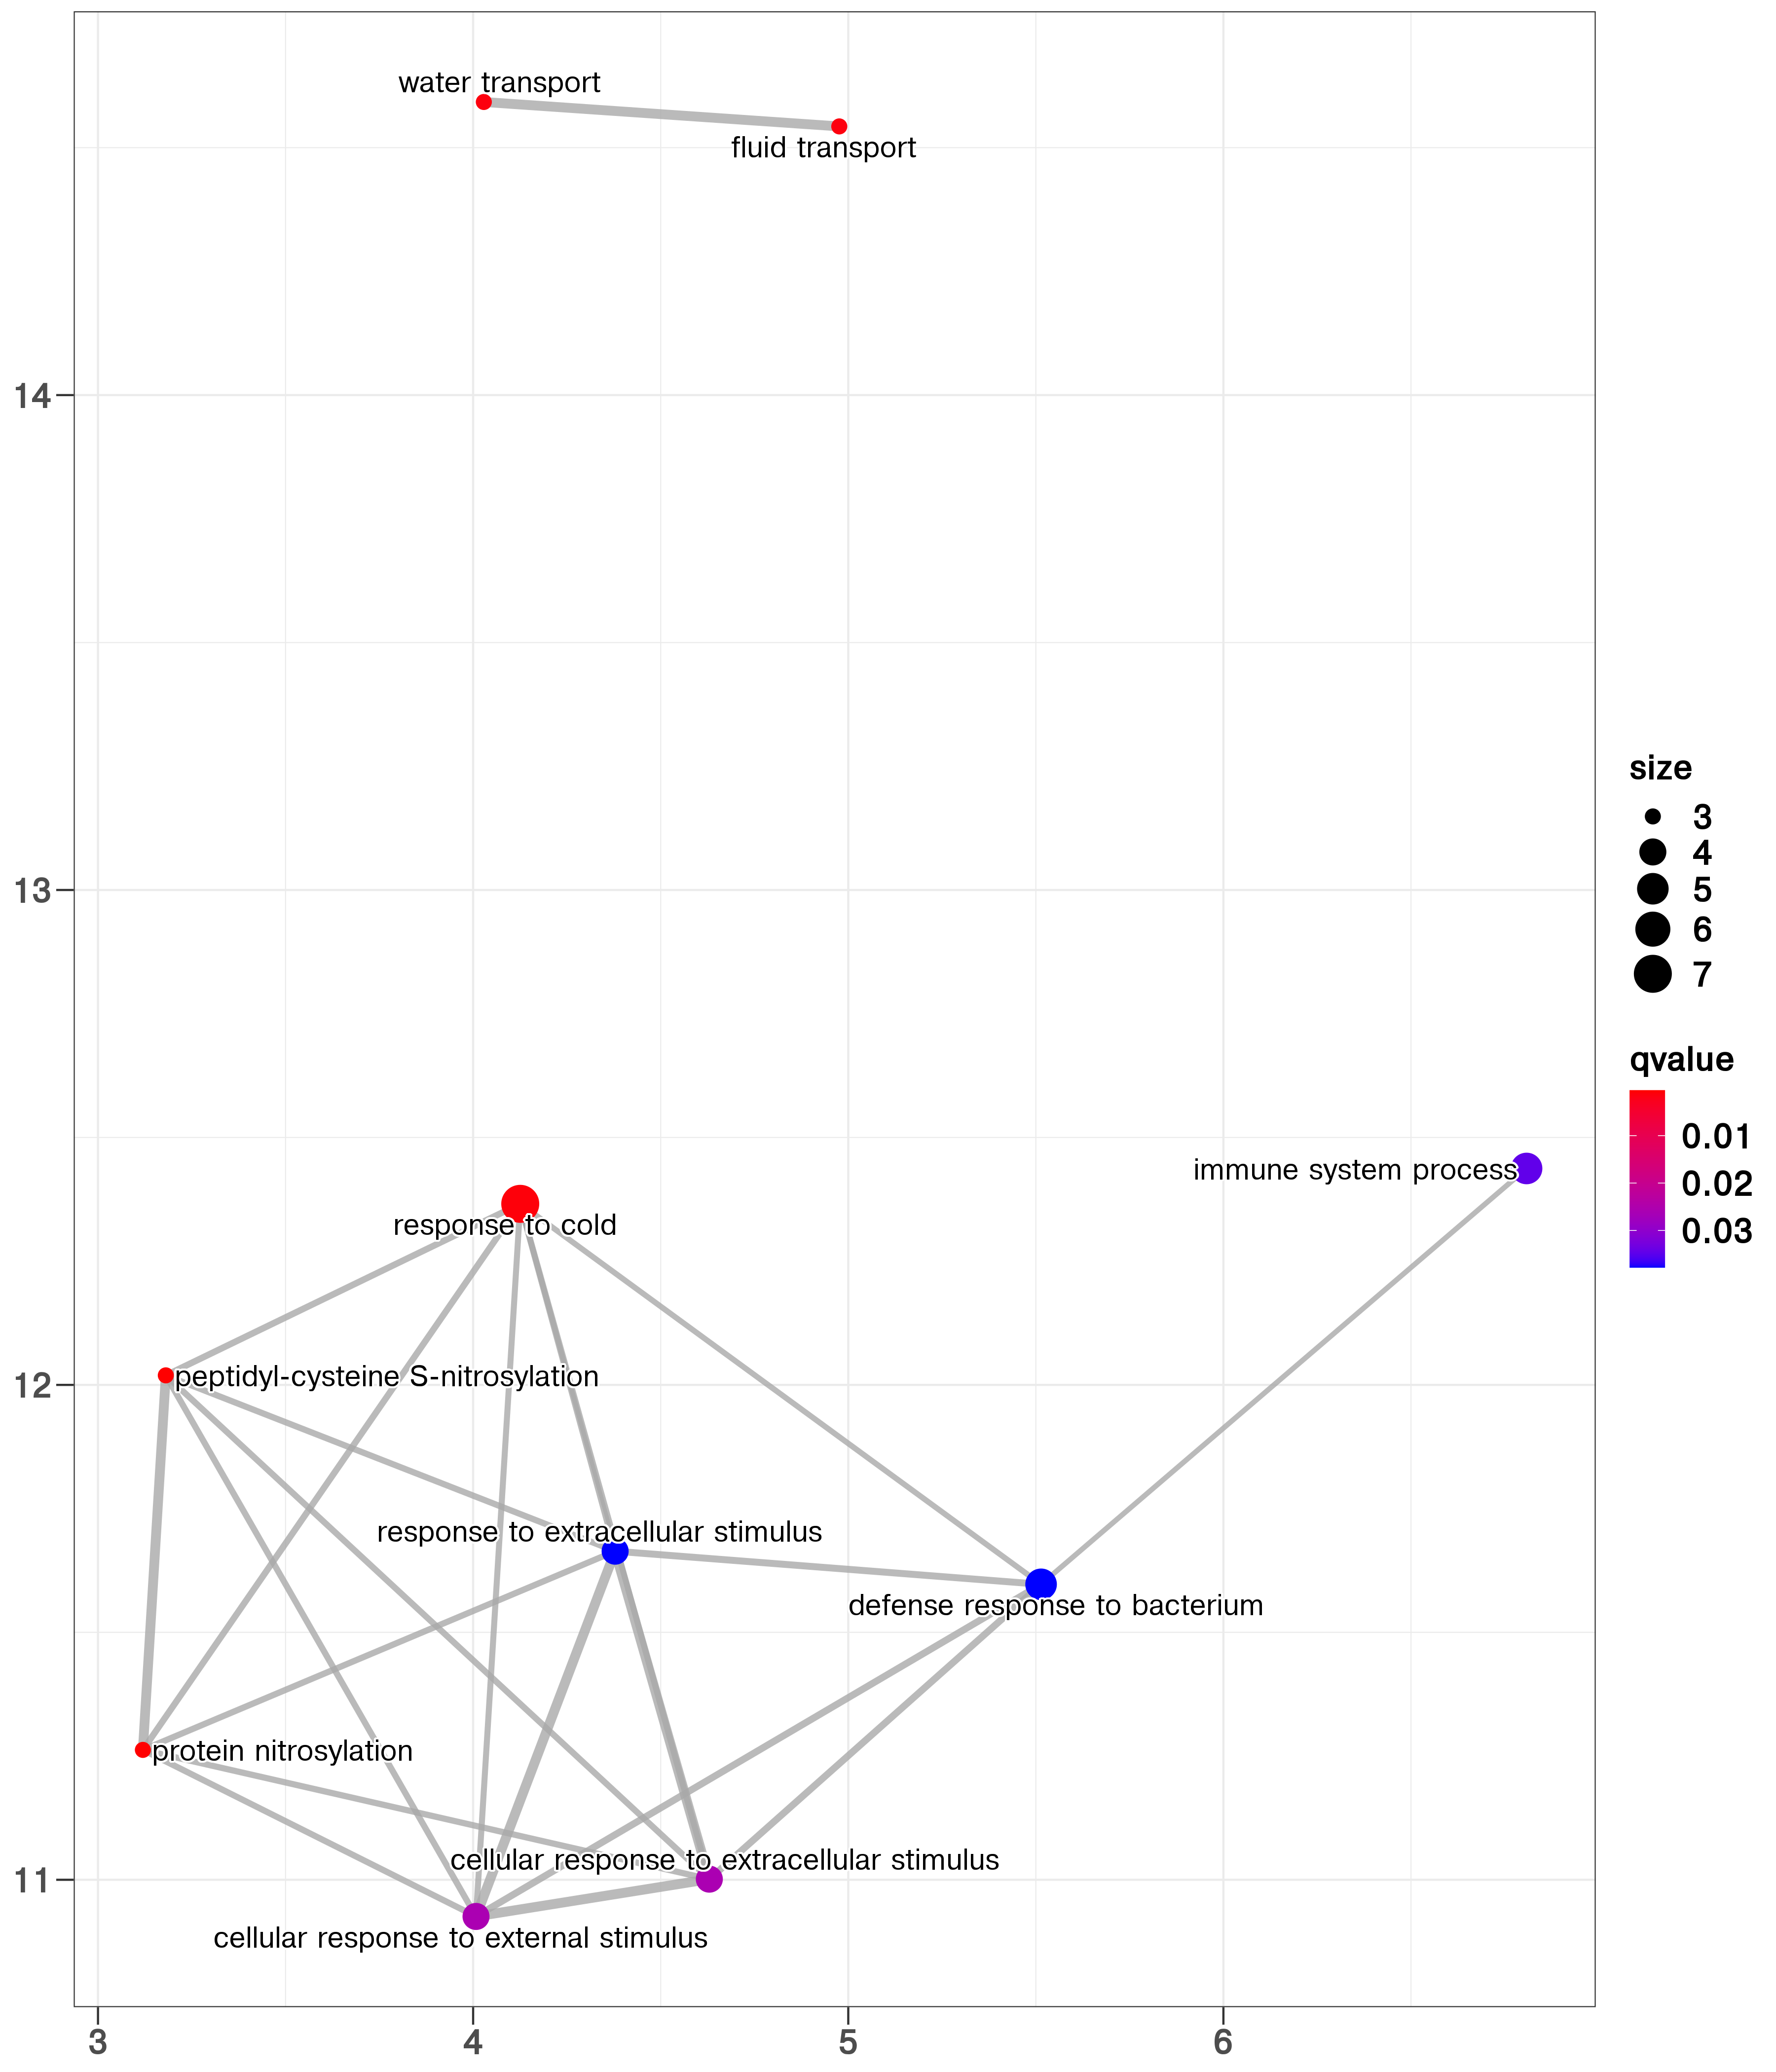 water transport
fluid transport
14
size
3
4
5
6
7
13
qvalue
0.01
0.02
0.03
immune system process
response to cold
peptidyl-cysteine S-nitrosylation
12
response to extracellular stimulus
defense response to bacterium
protein nitrosylation
cellular response to extracellular stimulus
11
cellular response to external stimulus
3
4
5
6